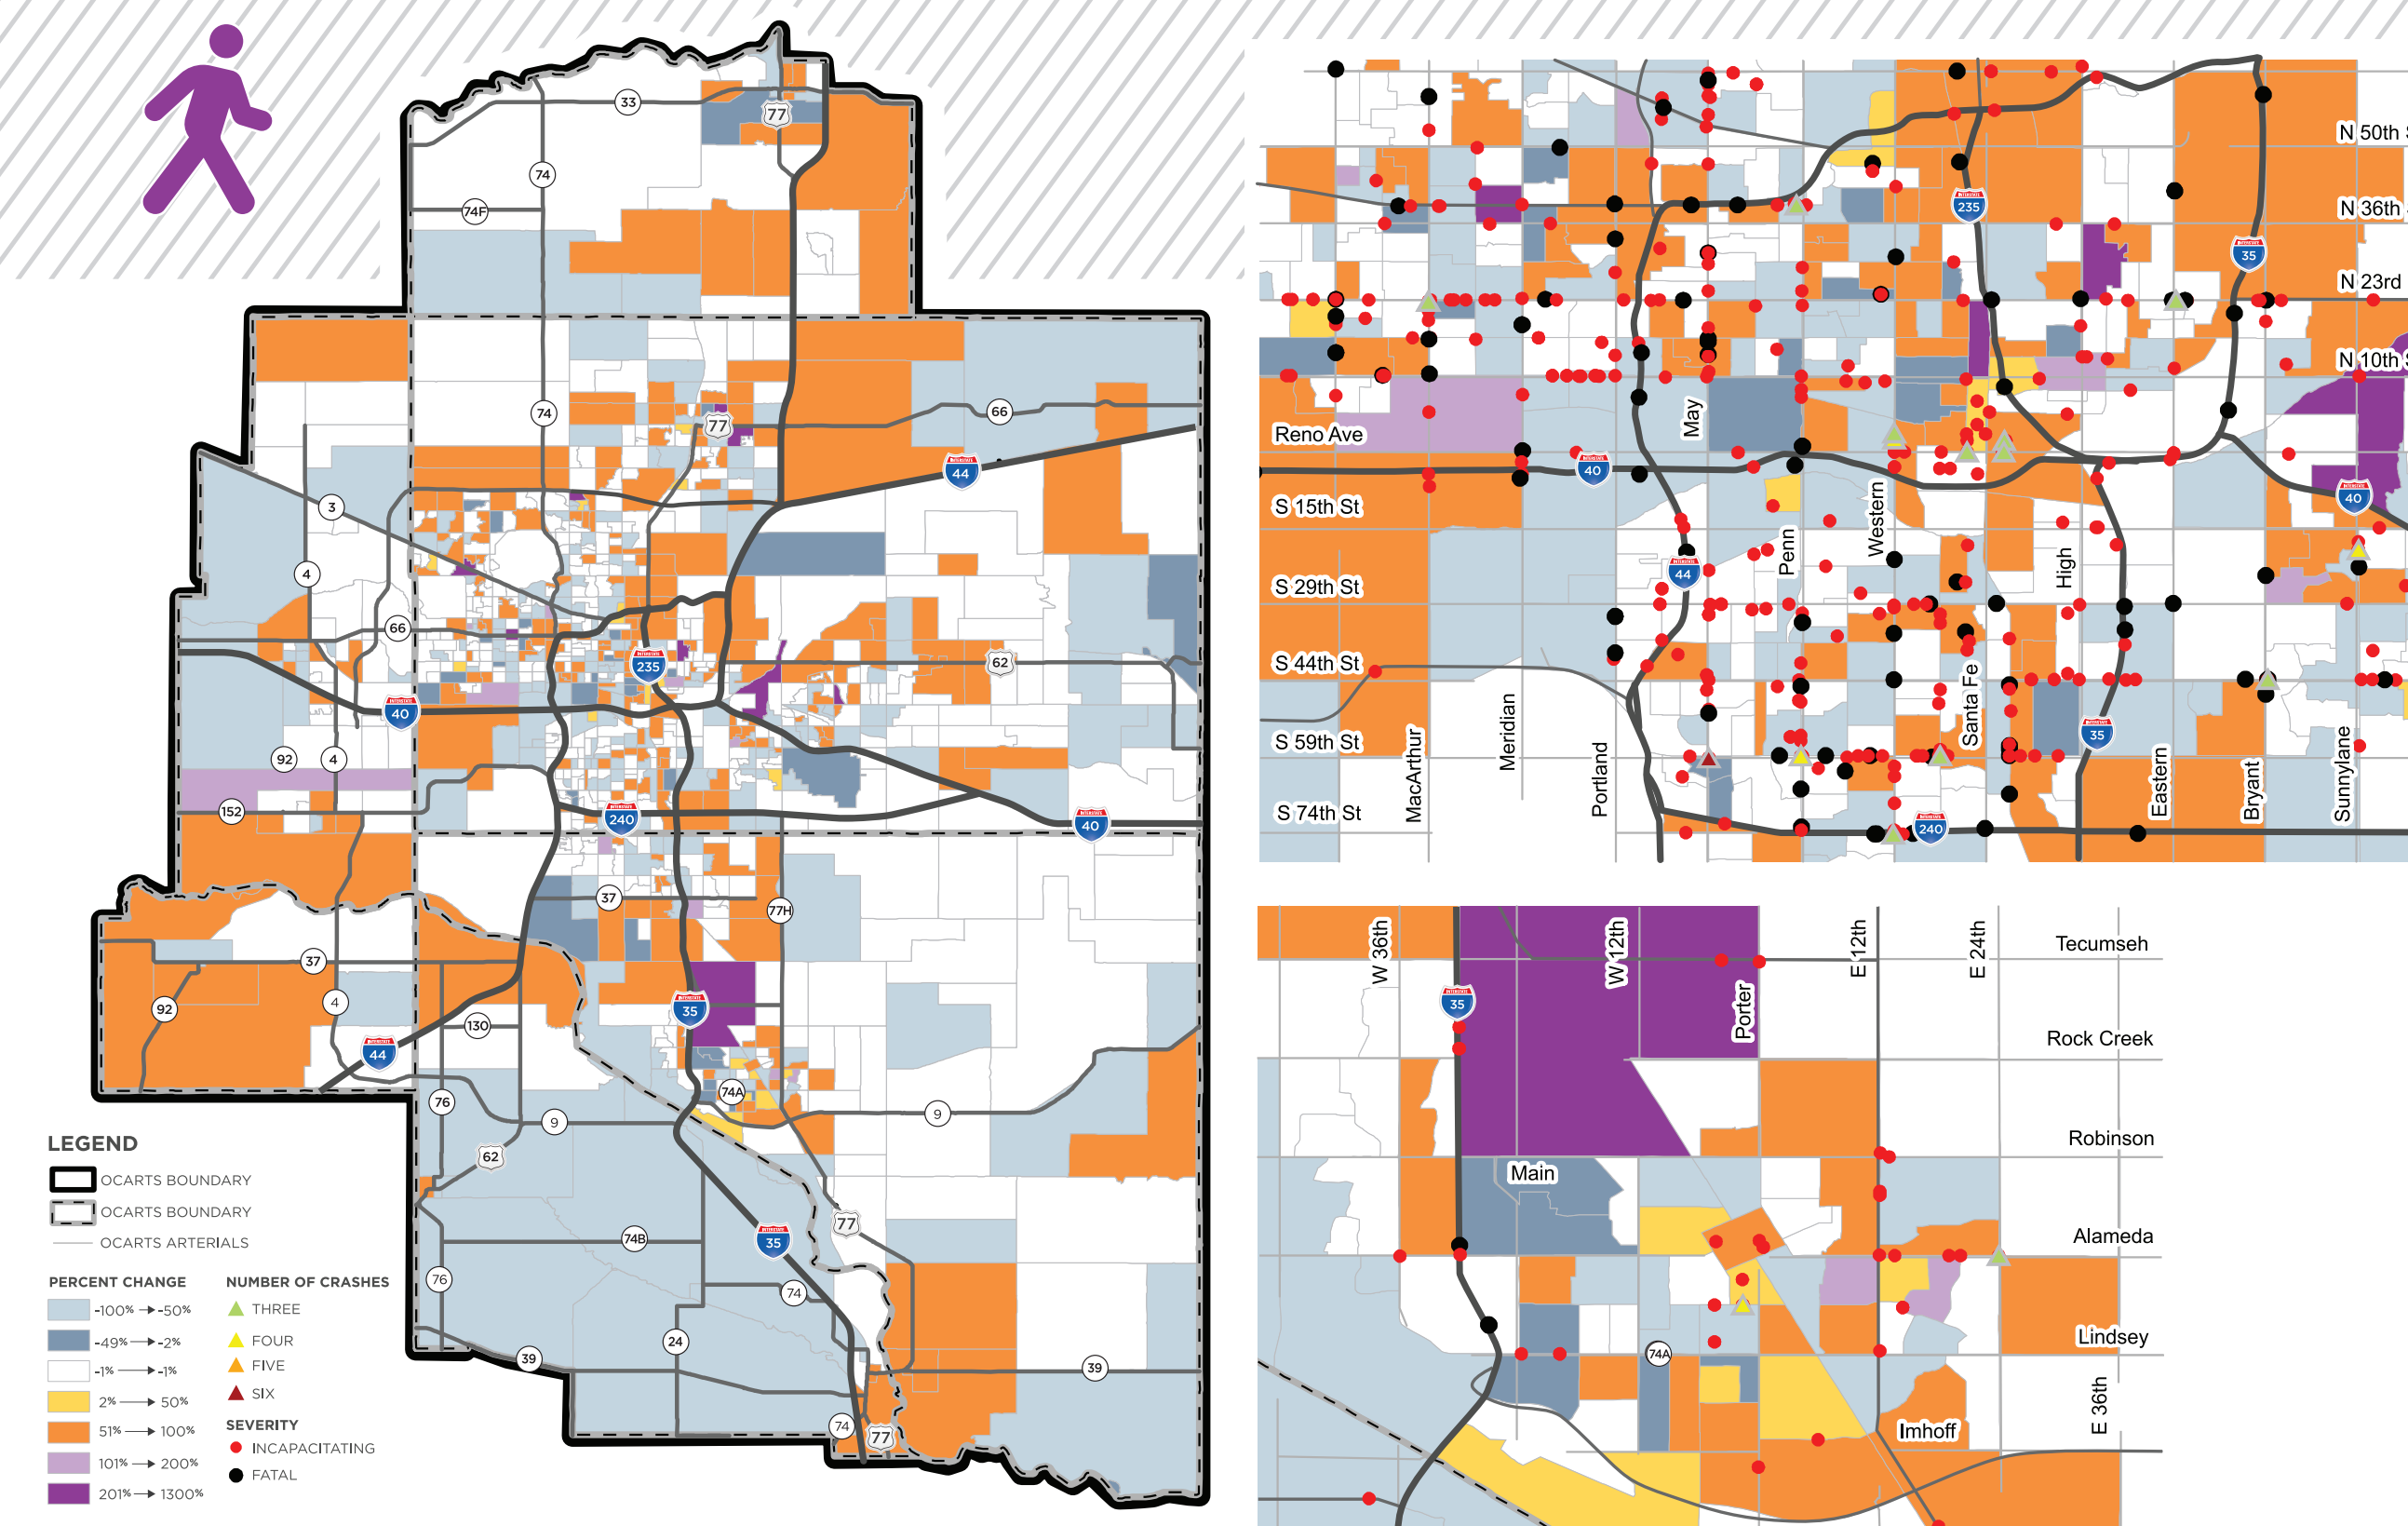 33
77
74
74F
74
66
77
44
3
4
66
235
62
40
92
4
152
240
40
37
77H
37
92
4
35
130
44
76
74A
9
9
62
77
74B
35
76
74
24
39
39
74
77
LEGEND
OCARTS BOUNDARY
OCARTS BOUNDARY
OCARTS ARTERIALS
PERCENT CHANGE
-100% → -50%
-49% → -2%
-1% → -1%
2% → 50%
51% → 100%
101% → 200%
201% → 1300%
NUMBER OF CRASHES
THREE
FOUR
FIVE
SIX
SEVERITY
INCAPACITATING
FATAL
N 50th
N 36th
235
35
N 23rd
N 10th
May
Reno Ave
40
40
S 15th St
Western
Penn
High
44
S 29th St
S 44th St
Santa Fe
Meridian
MacArthur
Portland
S 59th St
35
Eastern
Bryant
Sunnylane
S 74th St
240
W 36th
W 12th
E 12th
E 24th
Tecumseh
35
Porter
Rock Creek
Robinson
Main
Alameda
Lindsey
74A
E 36th
Imhoff